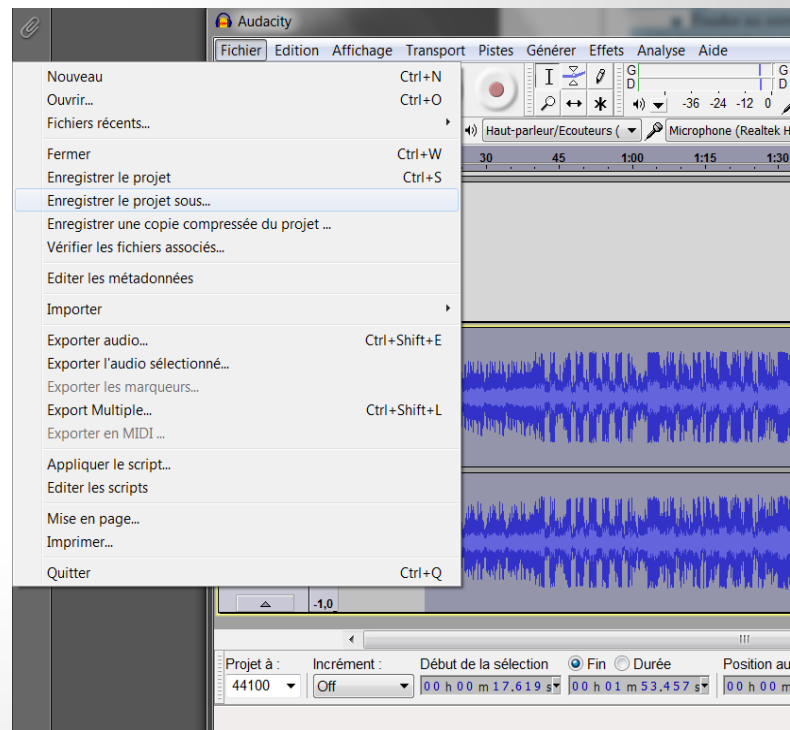 Audacity
Fichier Edition Affichage Transport Pistes Générer Effets Analyse Aide
Nouveau Ctrl+N
Ouvrir... Ctrl+O
Fichiers récents...
Fermer Ctrl+W
Enregistrer le projet Ctrl+S
Enregistrer le projet sous...
Enregistrer une copie compressée du projet ...
Vérifier les fichiers associés...
Editer les métadonnées
Importer
Exporter audio... Ctrl+Shift+E
Exporter l'audio sélectionné...
Exporter les marqueurs...
Export Multiple... Ctrl+Shift+L
Exporter en MIDI ...
Appliquer le script...
Editer les scripts
Mise en page...
Imprimer...
Quitter Ctrl+Q
G G
D D
-36 -24 -12 0
Haut-parleur/Ecouteurs ( Microphone (Realtek H
30 45 1:00 1:15 1:30
-1,0
Projet à : Incrément : Début de la sélection Fin Durée Position au
44100 Off 00 h 00 m 17.619 s 00 h 01 m 53.457 s 00 h 00 m